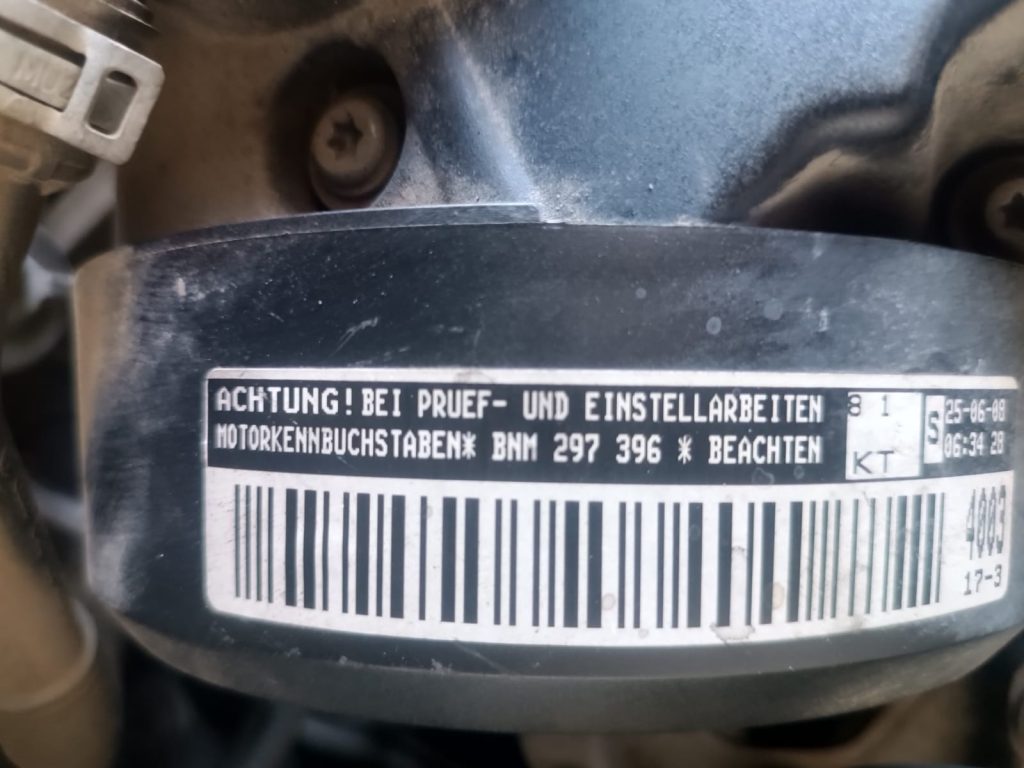 ACHTUNG! BEI PRUEF- UND EINSTELLARBEITEN
MOTORKENNBUCHSTABEN* BNM 297 396 * BEACHTEN
8 1
KT
S
25-06-08
06:34 28
4003
17-3